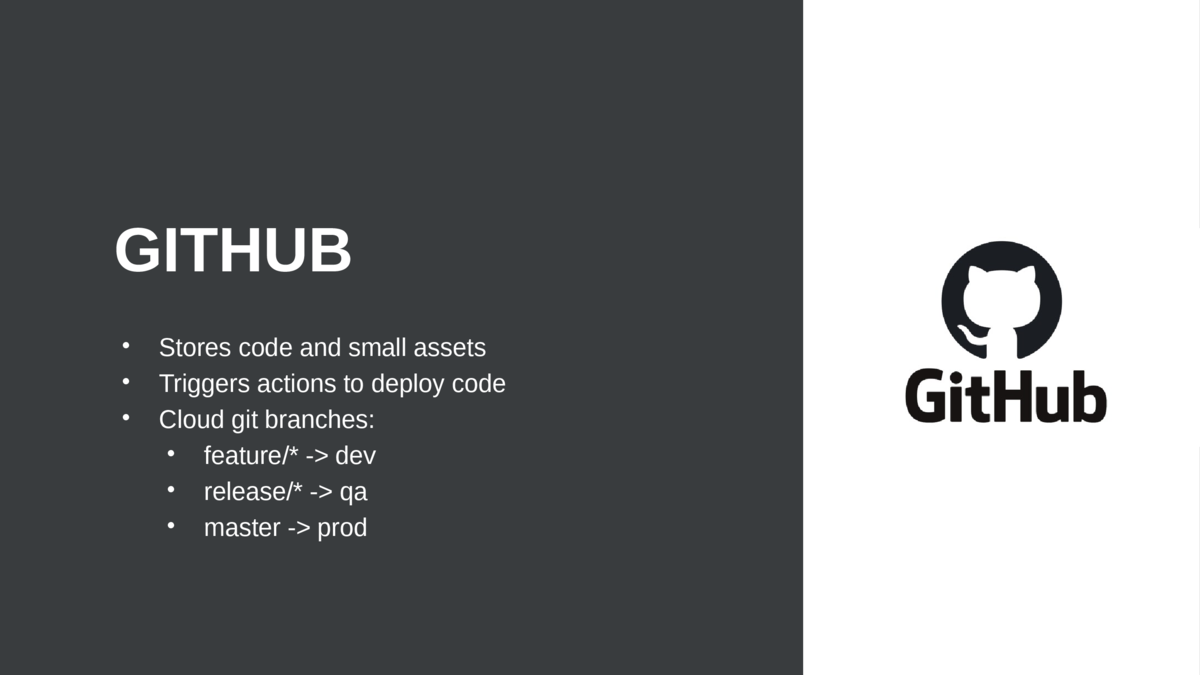 GITHUB
• Stores code and small assets
• Triggers actions to deploy code
• Cloud git branches:
• feature/* -> dev
• release/* -> qa
• master -> prod
GitHub